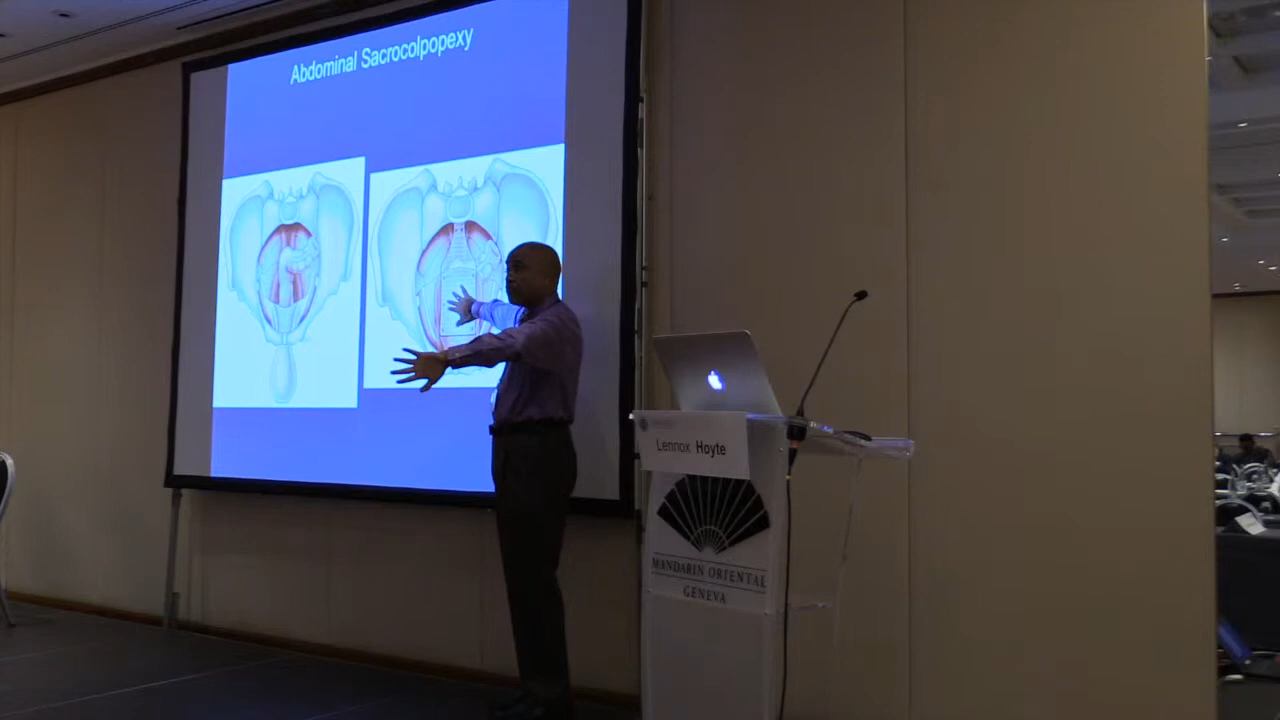 Abdominal Sacrocolpopexy
Lennox Hoyte
MANDARIN ORIENTAL
GENEVA